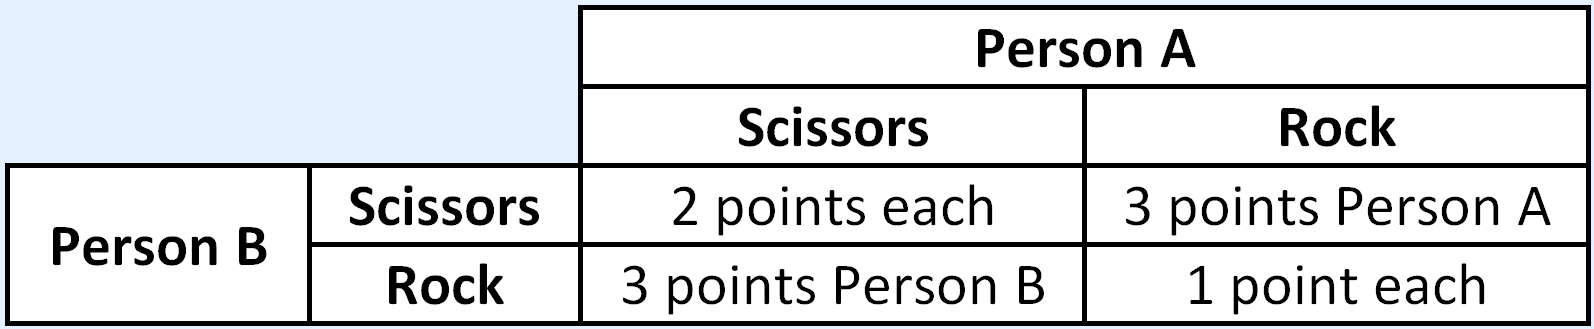 Person A
Scissors Rock
Person B
Scissors 2 points each 3 points Person A
Rock 3 points Person B 1 point each